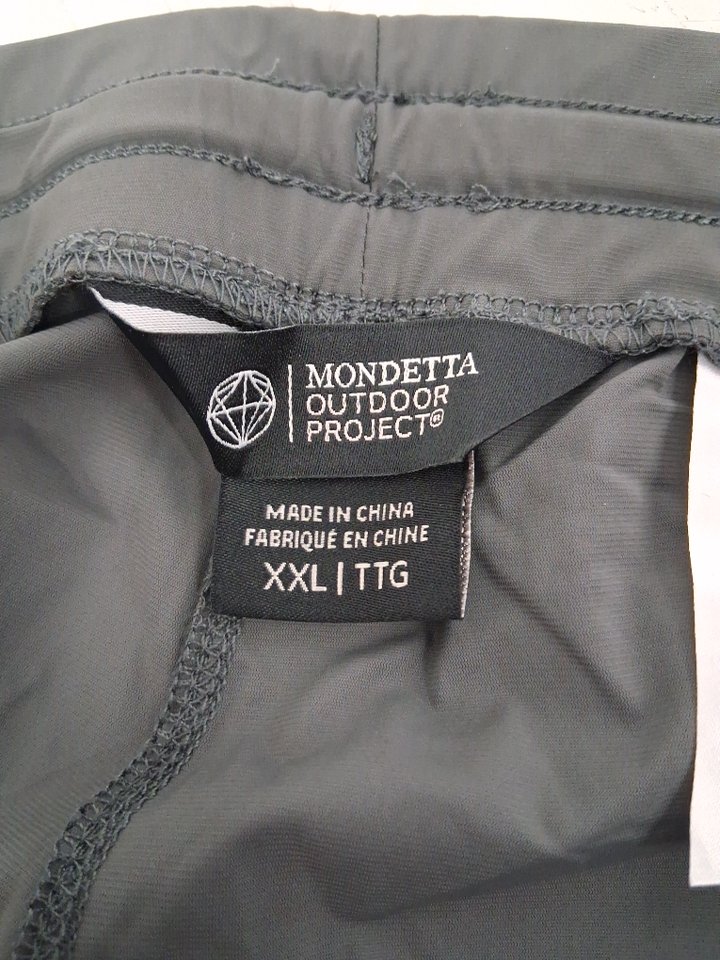 MONDETTA
OUTDOOR
PROJECT®
MADE IN CHINA
FABRIQUÉ EN CHINE
XXL | TTG